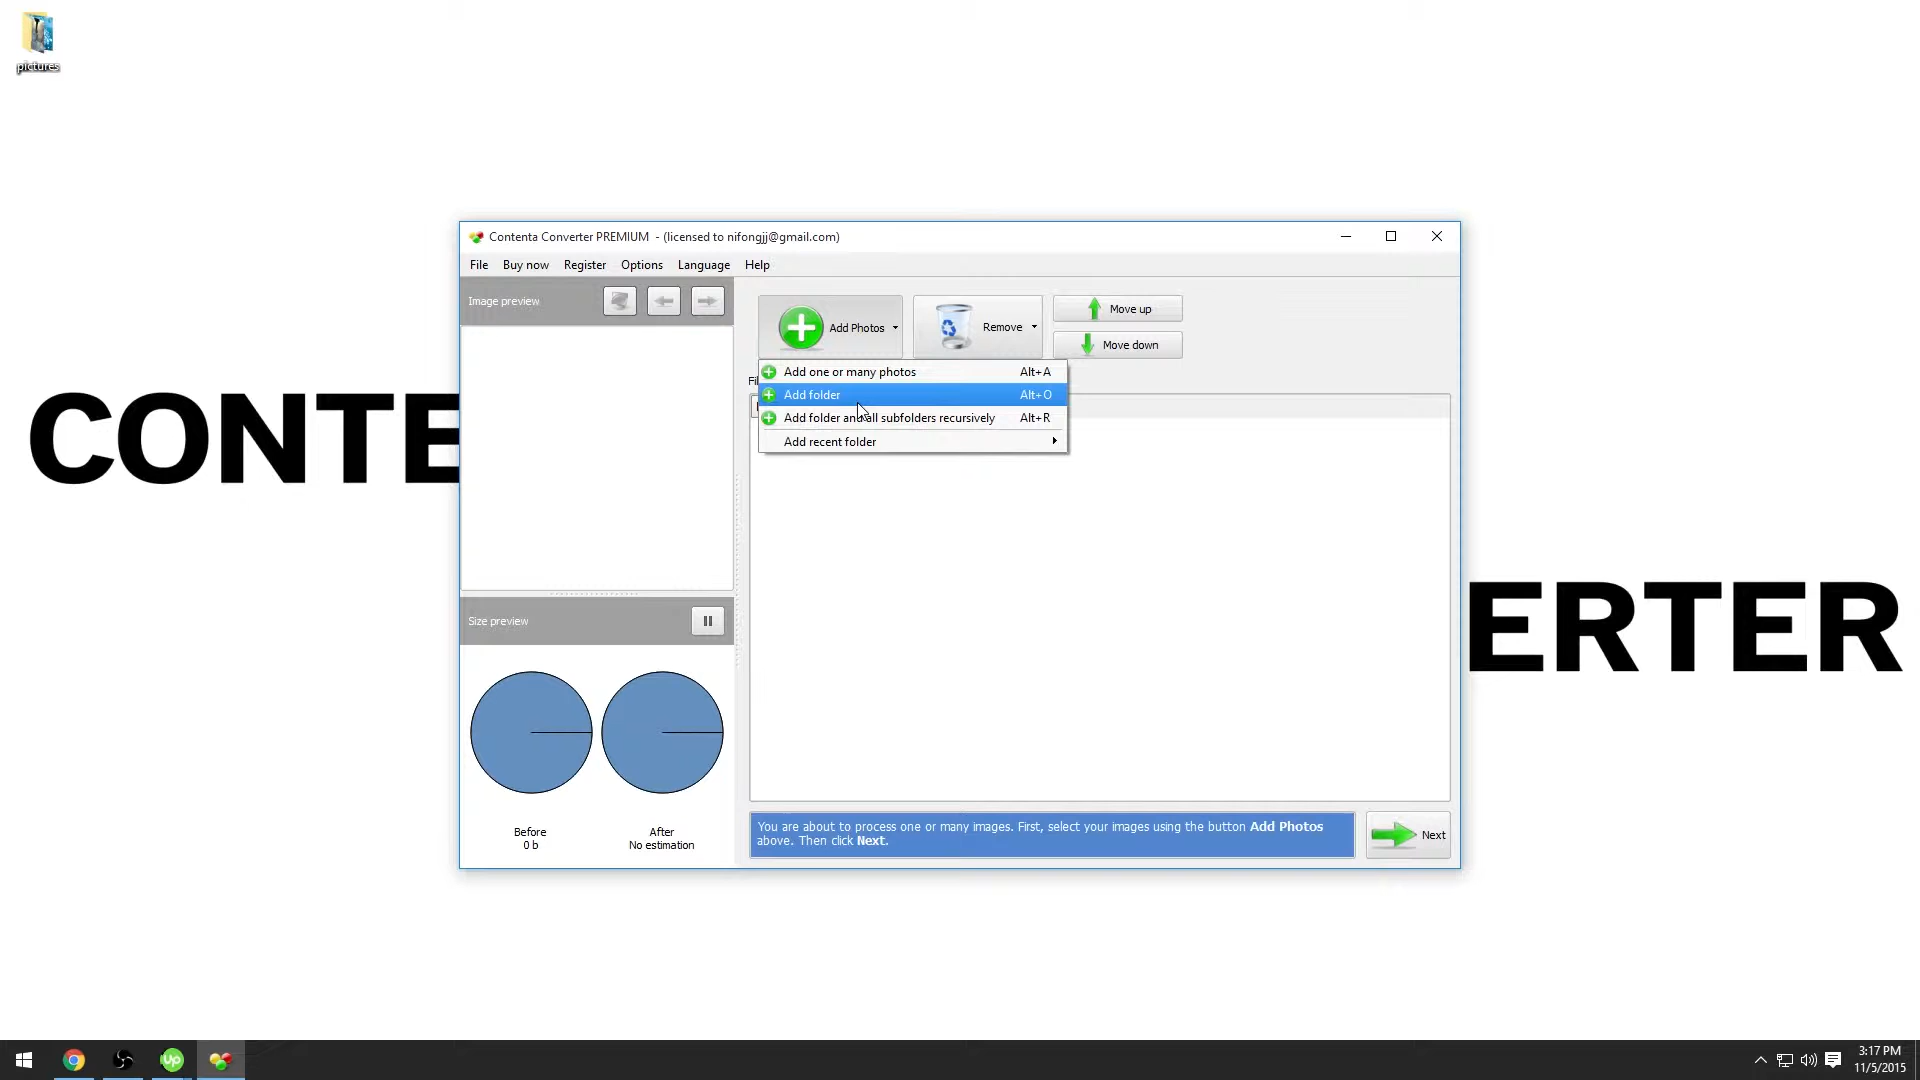 pictures
CONTE
ERTER
Contenta Converter PREMIUM - (licensed to nifongjj@gmail.com)
File Buy now Register Options Language Help
Image preview
Add Photos
Remove
Move up
Move down
Fi
Add one or many photos Alt+A
Add folder Alt+O
Add folder and all subfolders recursively Alt+R
Add recent folder
Size preview
Before
0 b
After
No estimation
You are about to process one or many images. First, select your images using the button Add Photos
above. Then click Next.
Next
Up
3:17 PM
11/5/2015